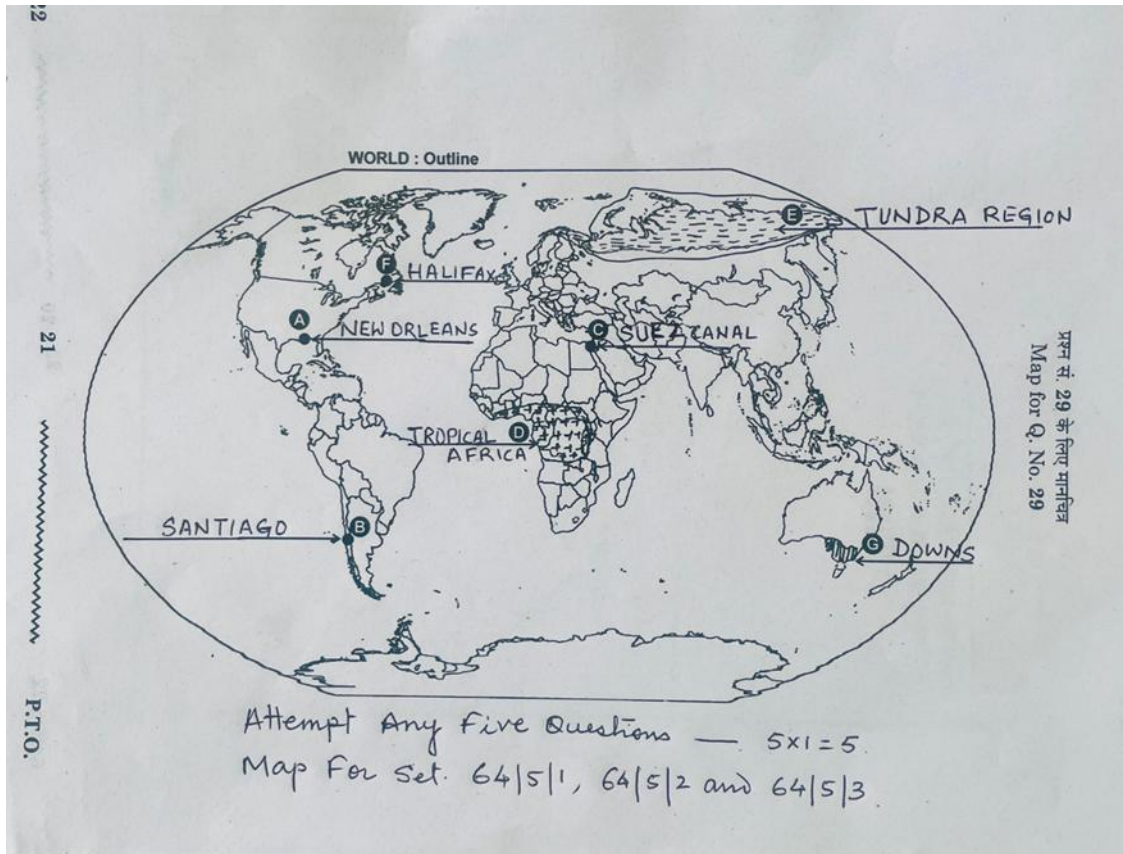 22
21
P.T.O.
WORLD : Outline
E
TUNDRA REGION
F
HALIFAX
A
NEW ORLEANS
C
SUEZ CANAL
D
TROPICAL
AFRICA
B
SANTIAGO
G
DOWNS
प्रश्न सं. 29 के लिए मानचित्र
Map for Q. No. 29
Attempt Any Five Questions — 5x1=5.
Map For Set. 64|5|1, 64|5|2 and 64|5|3